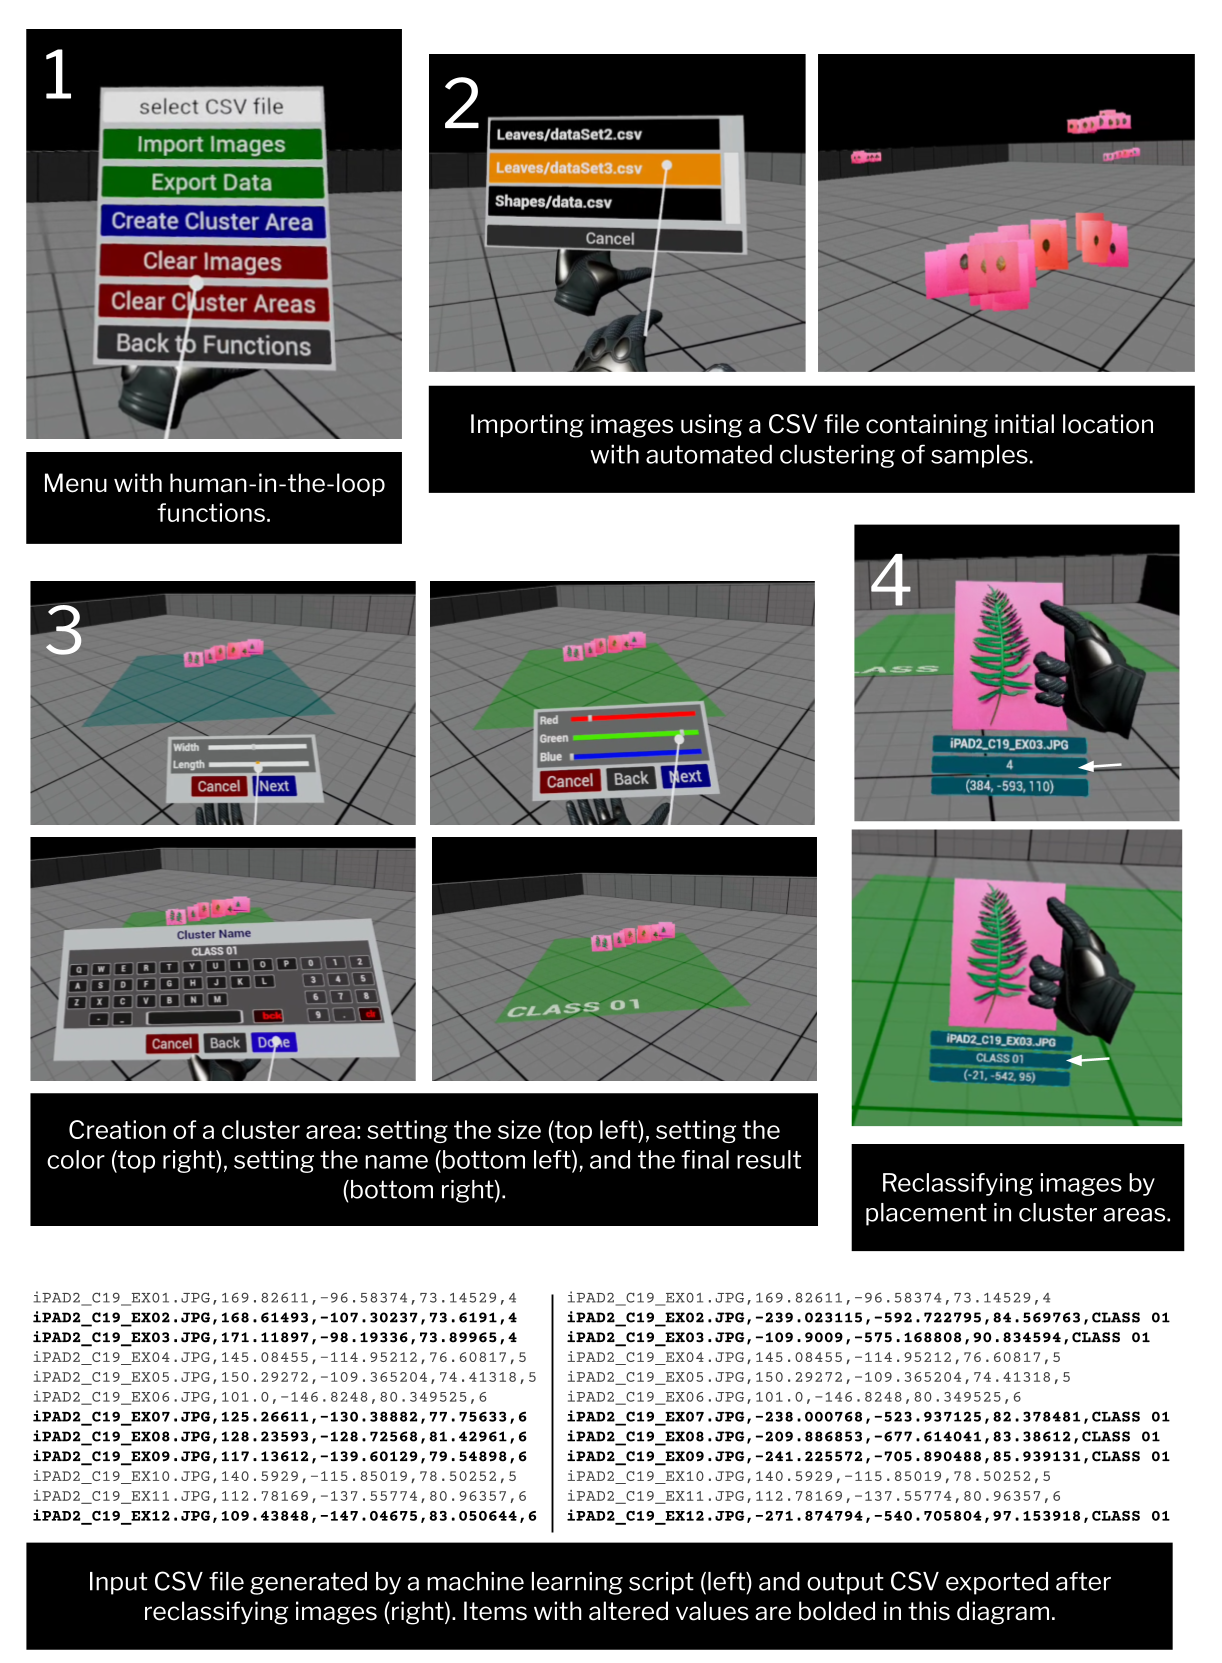 1
select CSV file
Import Images
Export Data
Create Cluster Area
Clear Images
Clear Cluster Areas
Back to Functions
Menu with human-in-the-loop
functions.
2
Leaves/dataSet2.csv
Leaves/dataSet3.csv
Shapes/data.csv
Cancel
Importing images using a CSV file containing initial location
with automated clustering of samples.
3
Width
Length
Cancel Next
Red
Green
Blue
Cancel Back Next
Cluster Name
CLASS 01
Q W E R T Y U I O P 0 1 2
A S D F G H J K L 3 4 5
Z X C V B N M 6 7 8
- _ bck 9 . clr
Cancel Back Done
CLASS 01
Creation of a cluster area: setting the size (top left), setting the
color (top right), setting the name (bottom left), and the final result
(bottom right).
4
LASS
iPAD2_C19_EX03.JPG
4
(384, -593, 110)
iPAD2_C19_EX03.JPG
CLASS 01
(-21, -542, 95)
Reclassifying images by
placement in cluster areas.
iPAD2_C19_EX01.JPG,169.82611,-96.58374,73.14529,4
iPAD2_C19_EX02.JPG,168.61493,-107.30237,73.6191,4
iPAD2_C19_EX03.JPG,171.11897,-98.19336,73.89965,4
iPAD2_C19_EX04.JPG,145.08455,-114.95212,76.60817,5
iPAD2_C19_EX05.JPG,150.29272,-109.365204,74.41318,5
iPAD2_C19_EX06.JPG,101.0,-146.8248,80.349525,6
iPAD2_C19_EX07.JPG,125.26611,-130.38882,77.75633,6
iPAD2_C19_EX08.JPG,128.23593,-128.72568,81.42961,6
iPAD2_C19_EX09.JPG,117.13612,-139.60129,79.54898,6
iPAD2_C19_EX10.JPG,140.5929,-115.85019,78.50252,5
iPAD2_C19_EX11.JPG,112.78169,-137.55774,80.96357,6
iPAD2_C19_EX12.JPG,109.43848,-147.04675,83.050644,6
iPAD2_C19_EX01.JPG,169.82611,-96.58374,73.14529,4
iPAD2_C19_EX02.JPG,-239.023115,-592.722795,84.569763,CLASS 01
iPAD2_C19_EX03.JPG,-109.9009,-575.168808,90.834594,CLASS 01
iPAD2_C19_EX04.JPG,145.08455,-114.95212,76.60817,5
iPAD2_C19_EX05.JPG,150.29272,-109.365204,74.41318,5
iPAD2_C19_EX06.JPG,101.0,-146.8248,80.349525,6
iPAD2_C19_EX07.JPG,-238.000768,-523.937125,82.378481,CLASS 01
iPAD2_C19_EX08.JPG,-209.886853,-677.614041,83.38612,CLASS 01
iPAD2_C19_EX09.JPG,-241.225572,-705.890488,85.939131,CLASS 01
iPAD2_C19_EX10.JPG,140.5929,-115.85019,78.50252,5
iPAD2_C19_EX11.JPG,112.78169,-137.55774,80.96357,6
iPAD2_C19_EX12.JPG,-271.874794,-540.705804,97.153918,CLASS 01
Input CSV file generated by a machine learning script (left) and output CSV exported after
reclassifying images (right). Items with altered values are bolded in this diagram.